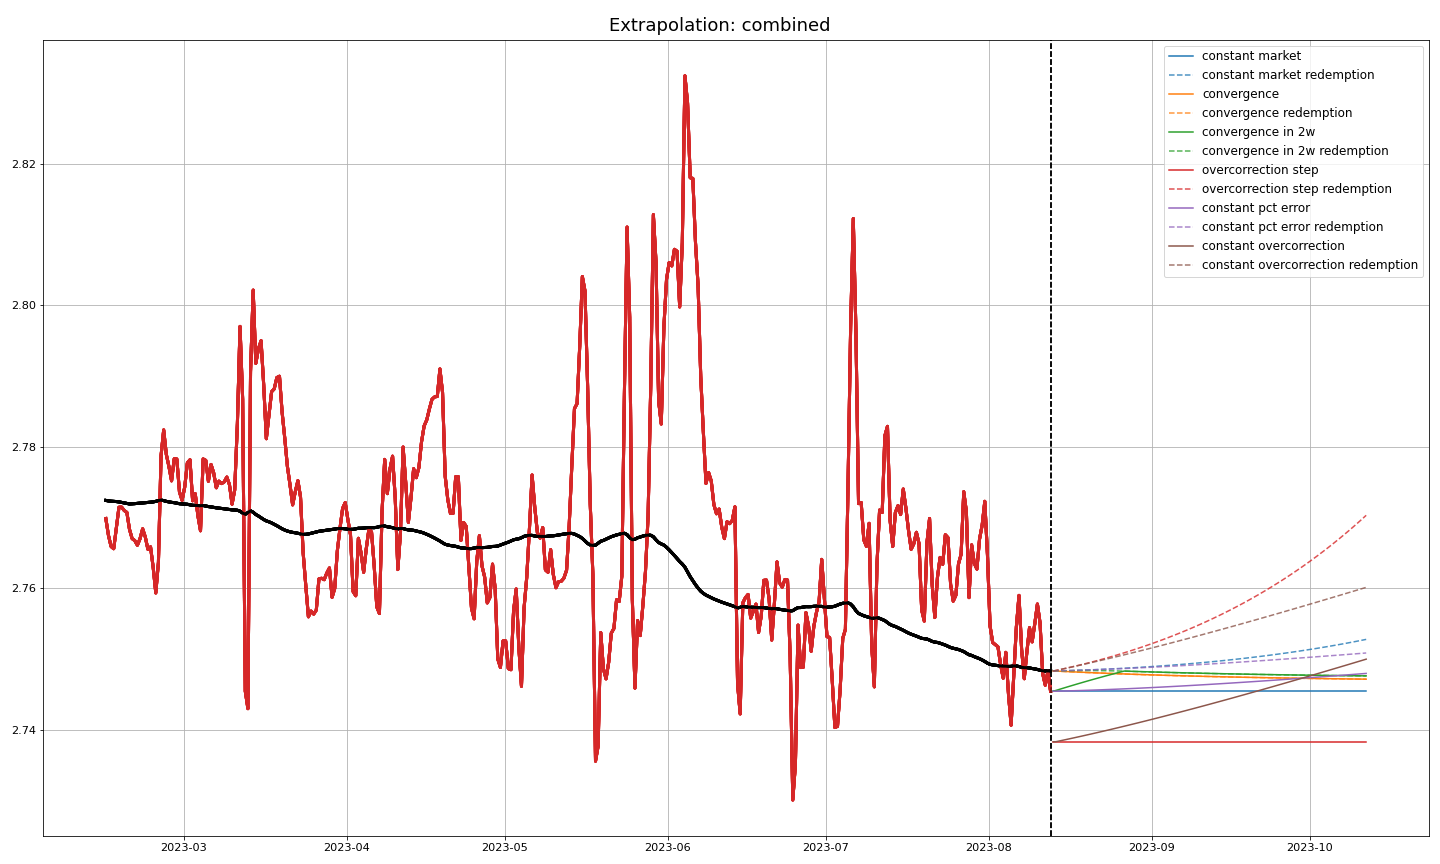 Extrapolation: combined
constant market
constant market redemption
convergence
convergence redemption
convergence in 2w
convergence in 2w redemption
overcorrection step
overcorrection step redemption
constant pct error
constant pct error redemption
constant overcorrection
constant overcorrection redemption
2.82
2.80
2.78
2.76
2.74
2023-03 2023-04 2023-05 2023-06 2023-07 2023-08 2023-09 2023-10